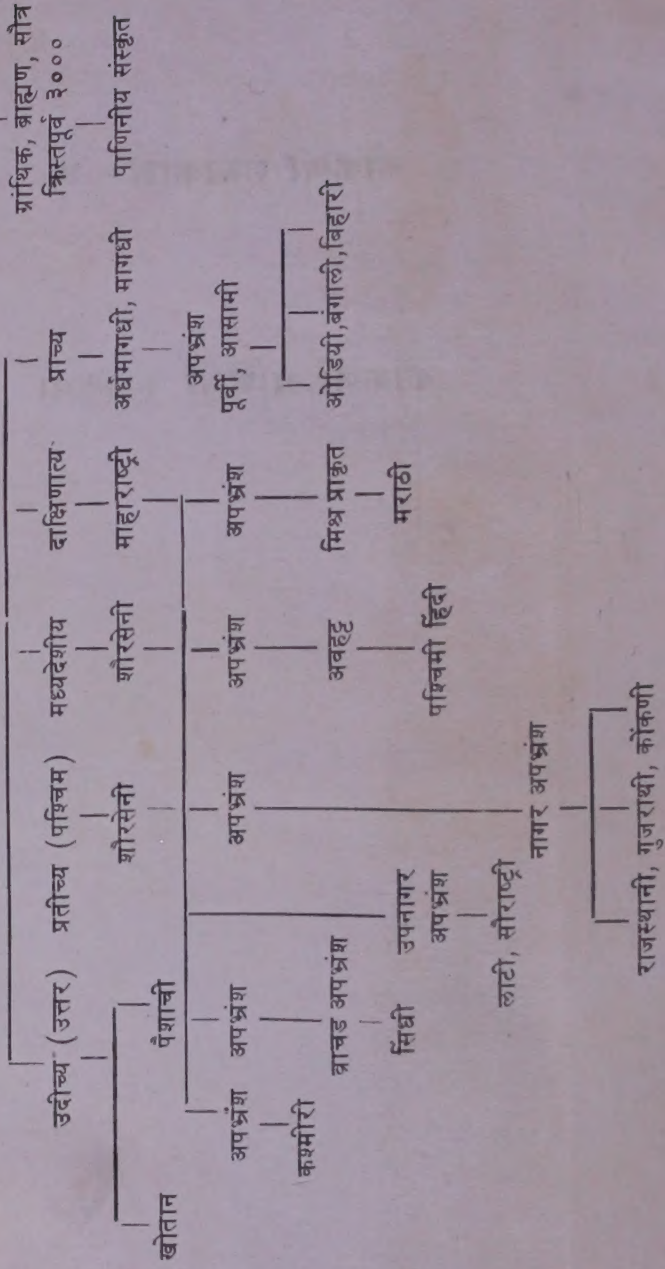 ग्रांथिक, ब्राह्मण, सौत्र
क्रिस्तपूर्व ३०००
उदीच्य (उत्तर) प्रतीच्य (पश्चिम) मध्यदेशीय दाक्षिणात्य प्राच्य
शौरसेनी शौरसेनी माहाराष्ट्री अर्धमागधी, मागधी पाणिनीय संस्कृत
खोतान पैशाची
अपभ्रंश अपभ्रंश अपभ्रंश अपभ्रंश अपभ्रंश अपभ्रंश
पूर्वी, आसामी
कश्मीरी ब्राचड अपभ्रंश अवहट्ट मिश्र प्राकृत
ओडियी, बंगाली, बिहारी
सिंधी उपनागर अपभ्रंश पश्चिमी हिंदी मराठी
लाटी, सौराष्ट्री
नागर अपभ्रंश
राजस्थानी, गुजराथी, कोंकणी